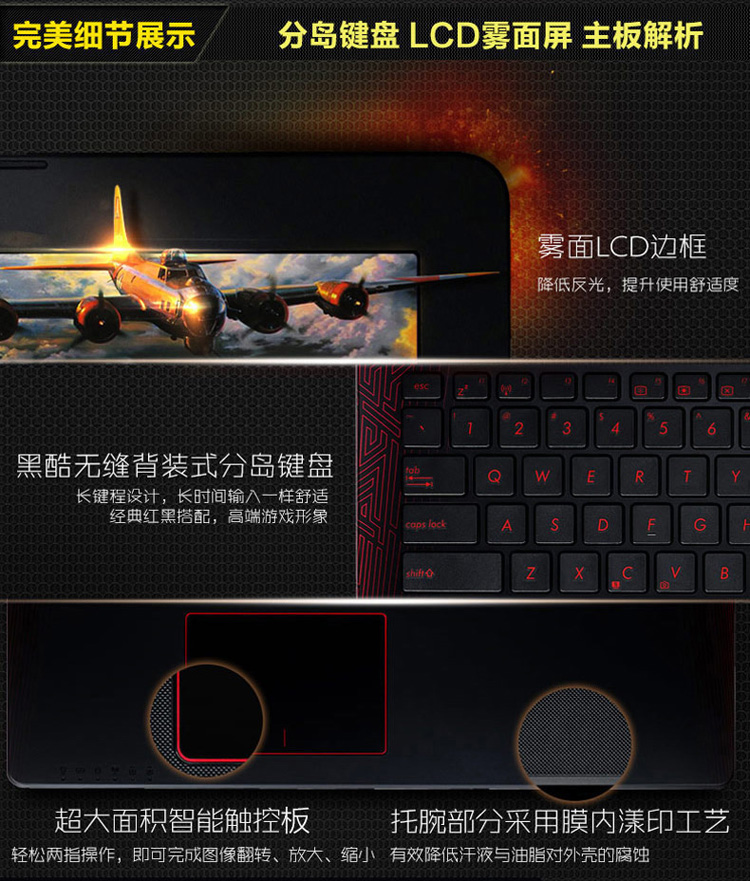 完美细节展示
分岛键盘 LCD雾面屏 主板解析
雾面LCD边框
降低反光，提升使用舒适度
黑酷无缝背装式分岛键盘
长键程设计，长时间输入一样舒适
经典红黑搭配，高端游戏形象
esc f1 f2 f3 f4 f5 f6
~ ` ! 1 @ 2 # 3 $ 4 % 5 ^ 6 &
tab Q W E R T Y
caps lock A S D F G H
shift Z X C V B
超大面积智能触控板
轻松两指操作，即可完成图像翻转、放大、缩小
托腕部分采用膜内漾印工艺
有效降低汗液与油脂对外壳的腐蚀